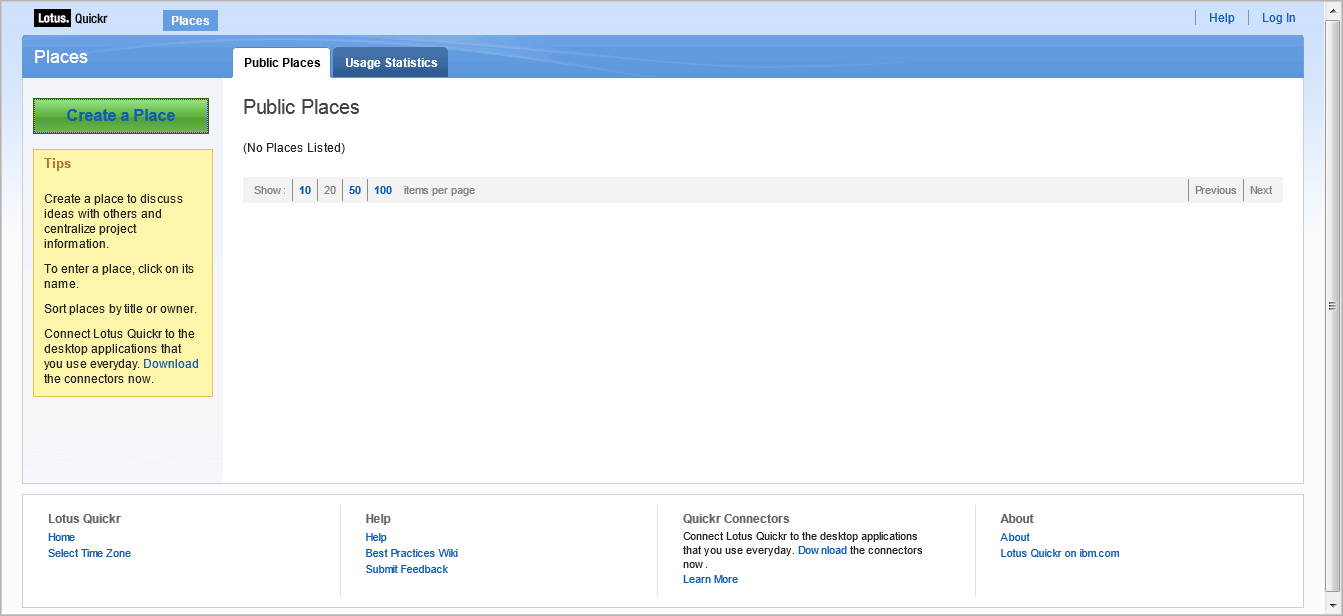 Lotus. Quickr Places Help Log In
Places Public Places Usage Statistics
Create a Place
Tips
Create a place to discuss
ideas with others and
centralize project
information.
To enter a place, click on its
name.
Sort places by title or owner.
Connect Lotus Quickr to the
desktop applications that
you use everyday. Download
the connectors now.
Public Places
(No Places Listed)
Show : 10 20 50 100 items per page Previous Next
Lotus Quickr
Home
Select Time Zone
Help
Help
Best Practices Wiki
Submit Feedback
Quickr Connectors
Connect Lotus Quickr to the desktop applications
that you use everyday. Download the connectors
now .
Learn More
About
About
Lotus Quickr on ibm.com